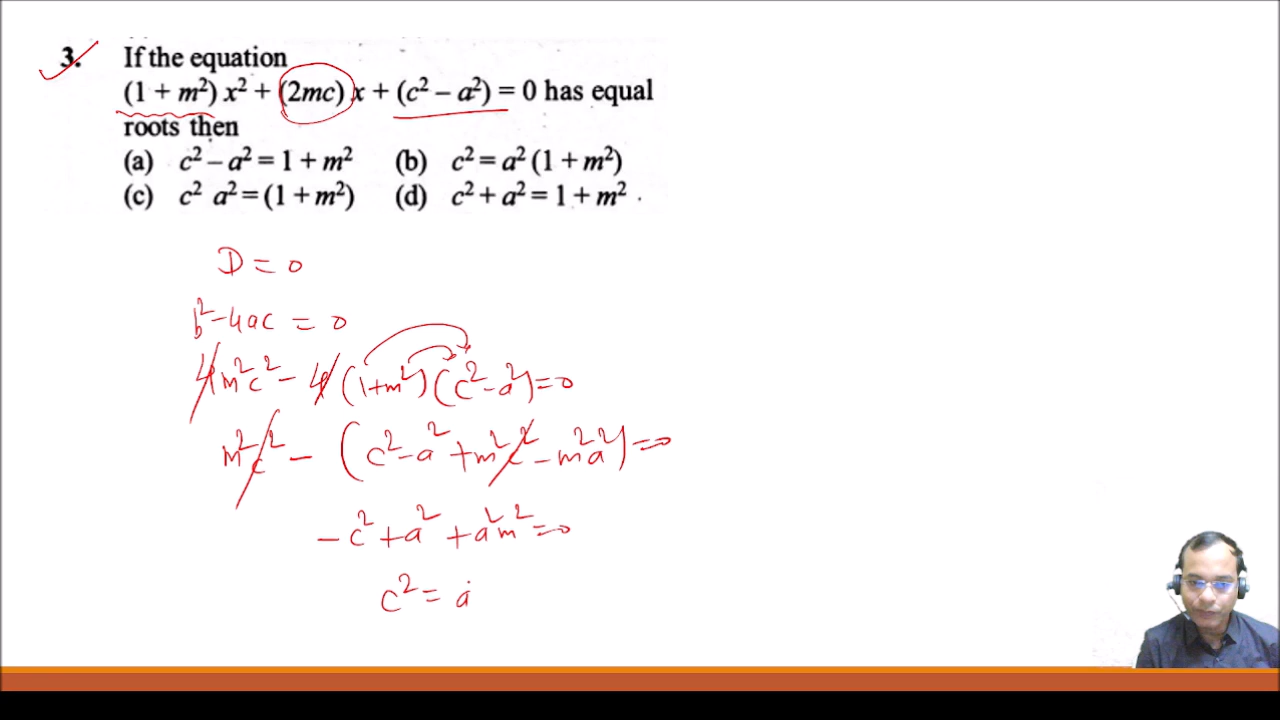 3. If the equation
(1 + m²) x² + (2mc) x + (c² – a²) = 0 has equal
roots then
(a) c² – a² = 1 + m² (b) c² = a² (1 + m²)
(c) c² a² = (1 + m²) (d) c² + a² = 1 + m²
D = 0
b² - 4ac = 0
4m²c² - 4(1+m²)(c²-a²) = 0
m²c² - (c²-a²+m²c²-m²a²) = 0
-c² + a² + a²m² = 0
c² = a